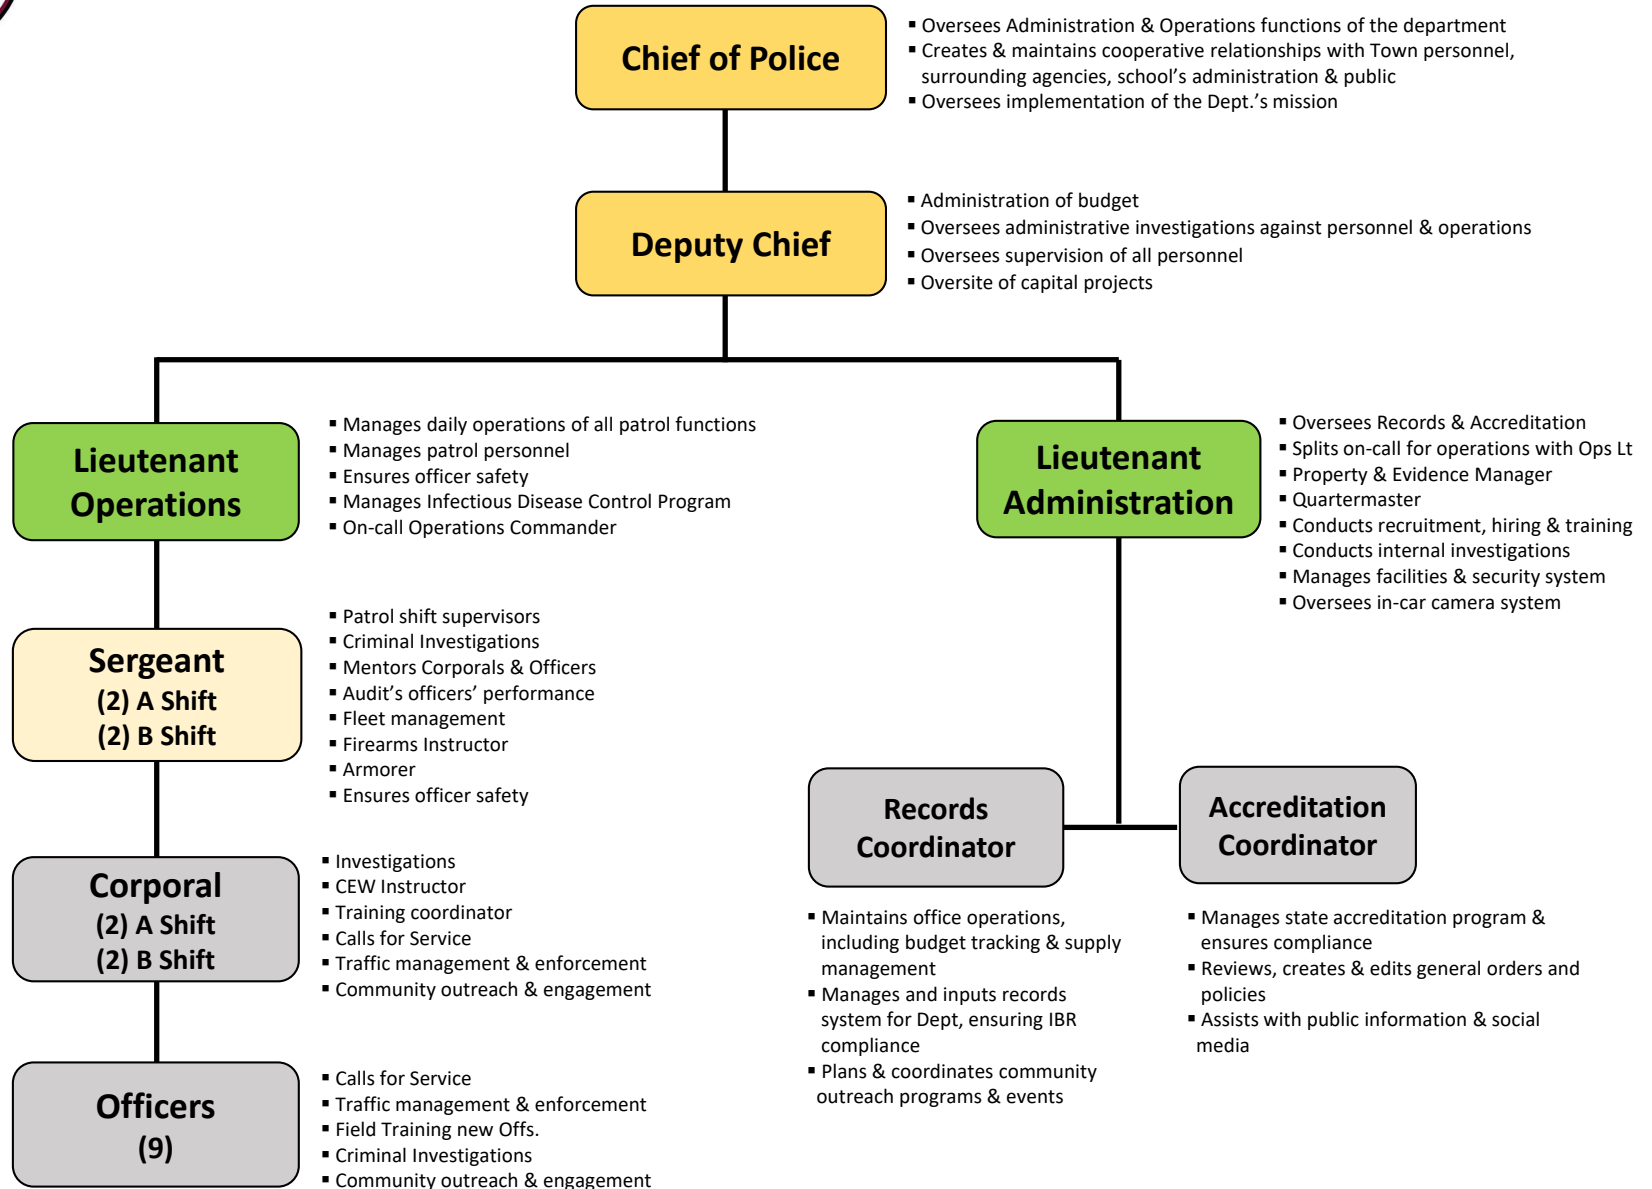 Chief of Police
▪ Oversees Administration & Operations functions of the department
▪ Creates & maintains cooperative relationships with Town personnel,
surrounding agencies, school's administration & public
▪ Oversees implementation of the Dept.'s mission
Deputy Chief
▪ Administration of budget
▪ Oversees administrative investigations against personnel & operations
▪ Oversees supervision of all personnel
▪ Oversite of capital projects
Lieutenant
Operations
▪ Manages daily operations of all patrol functions
▪ Manages patrol personnel
▪ Ensures officer safety
▪ Manages Infectious Disease Control Program
▪ On-call Operations Commander
Lieutenant
Administration
▪ Oversees Records & Accreditation
▪ Splits on-call for operations with Ops Lt
▪ Property & Evidence Manager
▪ Quartermaster
▪ Conducts recruitment, hiring & training
▪ Conducts internal investigations
▪ Manages facilities & security system
▪ Oversees in-car camera system
Sergeant
(2) A Shift
(2) B Shift
▪ Patrol shift supervisors
▪ Criminal Investigations
▪ Mentors Corporals & Officers
▪ Audit's officers' performance
▪ Fleet management
▪ Firearms Instructor
▪ Armorer
▪ Ensures officer safety
Corporal
(2) A Shift
(2) B Shift
▪ Investigations
▪ CEW Instructor
▪ Training coordinator
▪ Calls for Service
▪ Traffic management & enforcement
▪ Community outreach & engagement
Officers
(9)
▪ Calls for Service
▪ Traffic management & enforcement
▪ Field Training new Offs.
▪ Criminal Investigations
▪ Community outreach & engagement
Records
Coordinator
▪ Maintains office operations,
including budget tracking & supply
management
▪ Manages and inputs records
system for Dept, ensuring IBR
compliance
▪ Plans & coordinates community
outreach programs & events
Accreditation
Coordinator
▪ Manages state accreditation program &
ensures compliance
▪ Reviews, creates & edits general orders and
policies
▪ Assists with public information & social
media